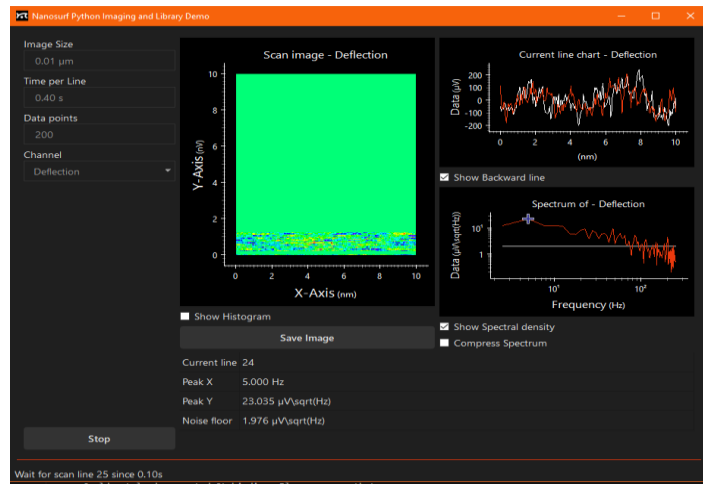 Nanosurf Python Imaging and Library Demo
Image Size
0.01 µm
Time per Line
0.40 s
Data points
200
Channel
Deflection
Stop
Scan image - Deflection
Y-Axis (nV)
10
8
6
4
2
0
0 2 4 6 8 10
X-Axis (nm)
Show Histogram
Save Image
Current line chart - Deflection
Data (µV)
200
100
0
-100
-200
0 2 4 6 8 10
(nm)
Show Backward line
Spectrum of - Deflection
Data (µV\sqrt(Hz))
10¹
1
10¹ 10²
Frequency (Hz)
Show Spectral density
Compress Spectrum
Current line 24
Peak X 5.000 Hz
Peak Y 23.035 µV\sqrt(Hz)
Noise floor 1.976 µV\sqrt(Hz)
Wait for scan line 25 since 0.10s